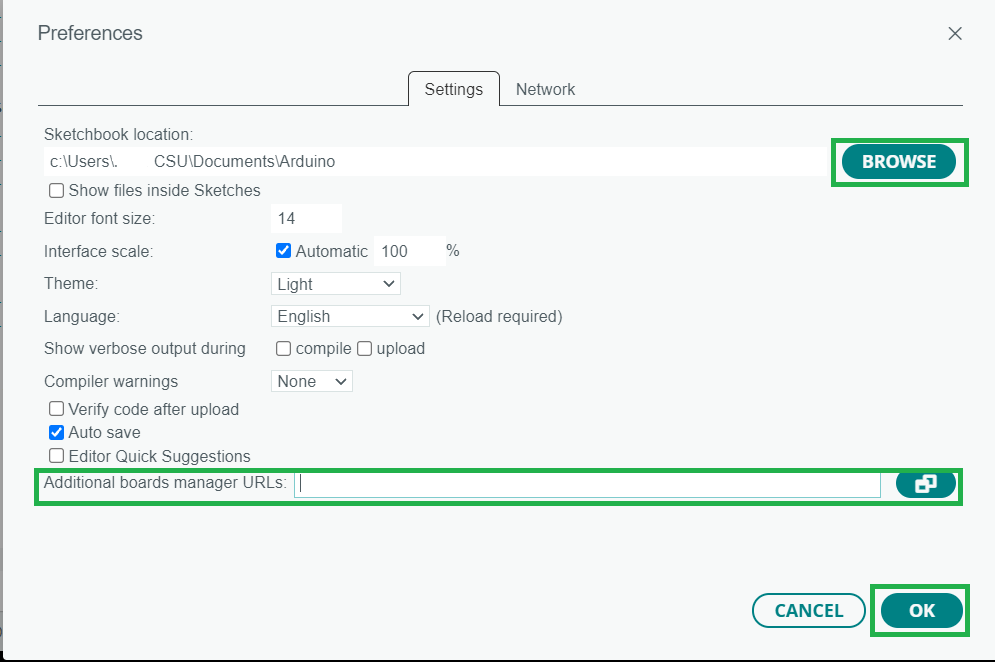 Preferences
Settings Network
Sketchbook location:
c:\Users\. CSU\Documents\Arduino
BROWSE
Show files inside Sketches
Editor font size: 14
Interface scale: Automatic 100 %
Theme: Light
Language: English (Reload required)
Show verbose output during compile upload
Compiler warnings None
Verify code after upload
Auto save
Editor Quick Suggestions
Additional boards manager URLs:
CANCEL OK